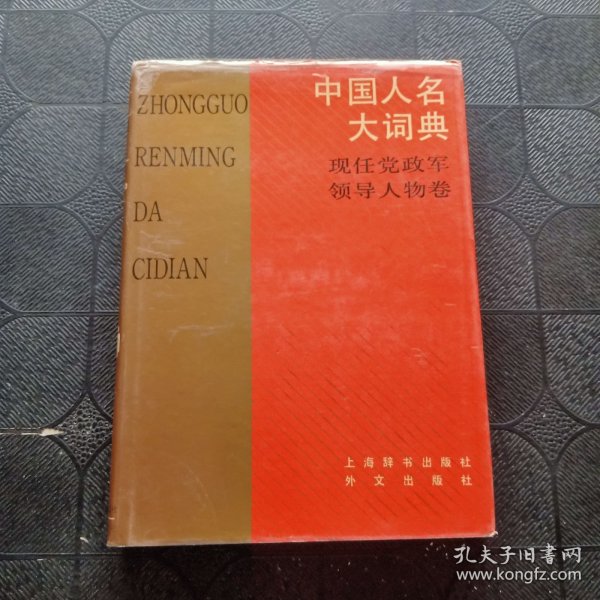 ZHONGGUO
RENMING
DA
CIDIAN
中国人名
大词典
现任党政军
领导人物卷
上海辞书出版社
外文出版社
孔夫子旧书网
www.kongfz.com